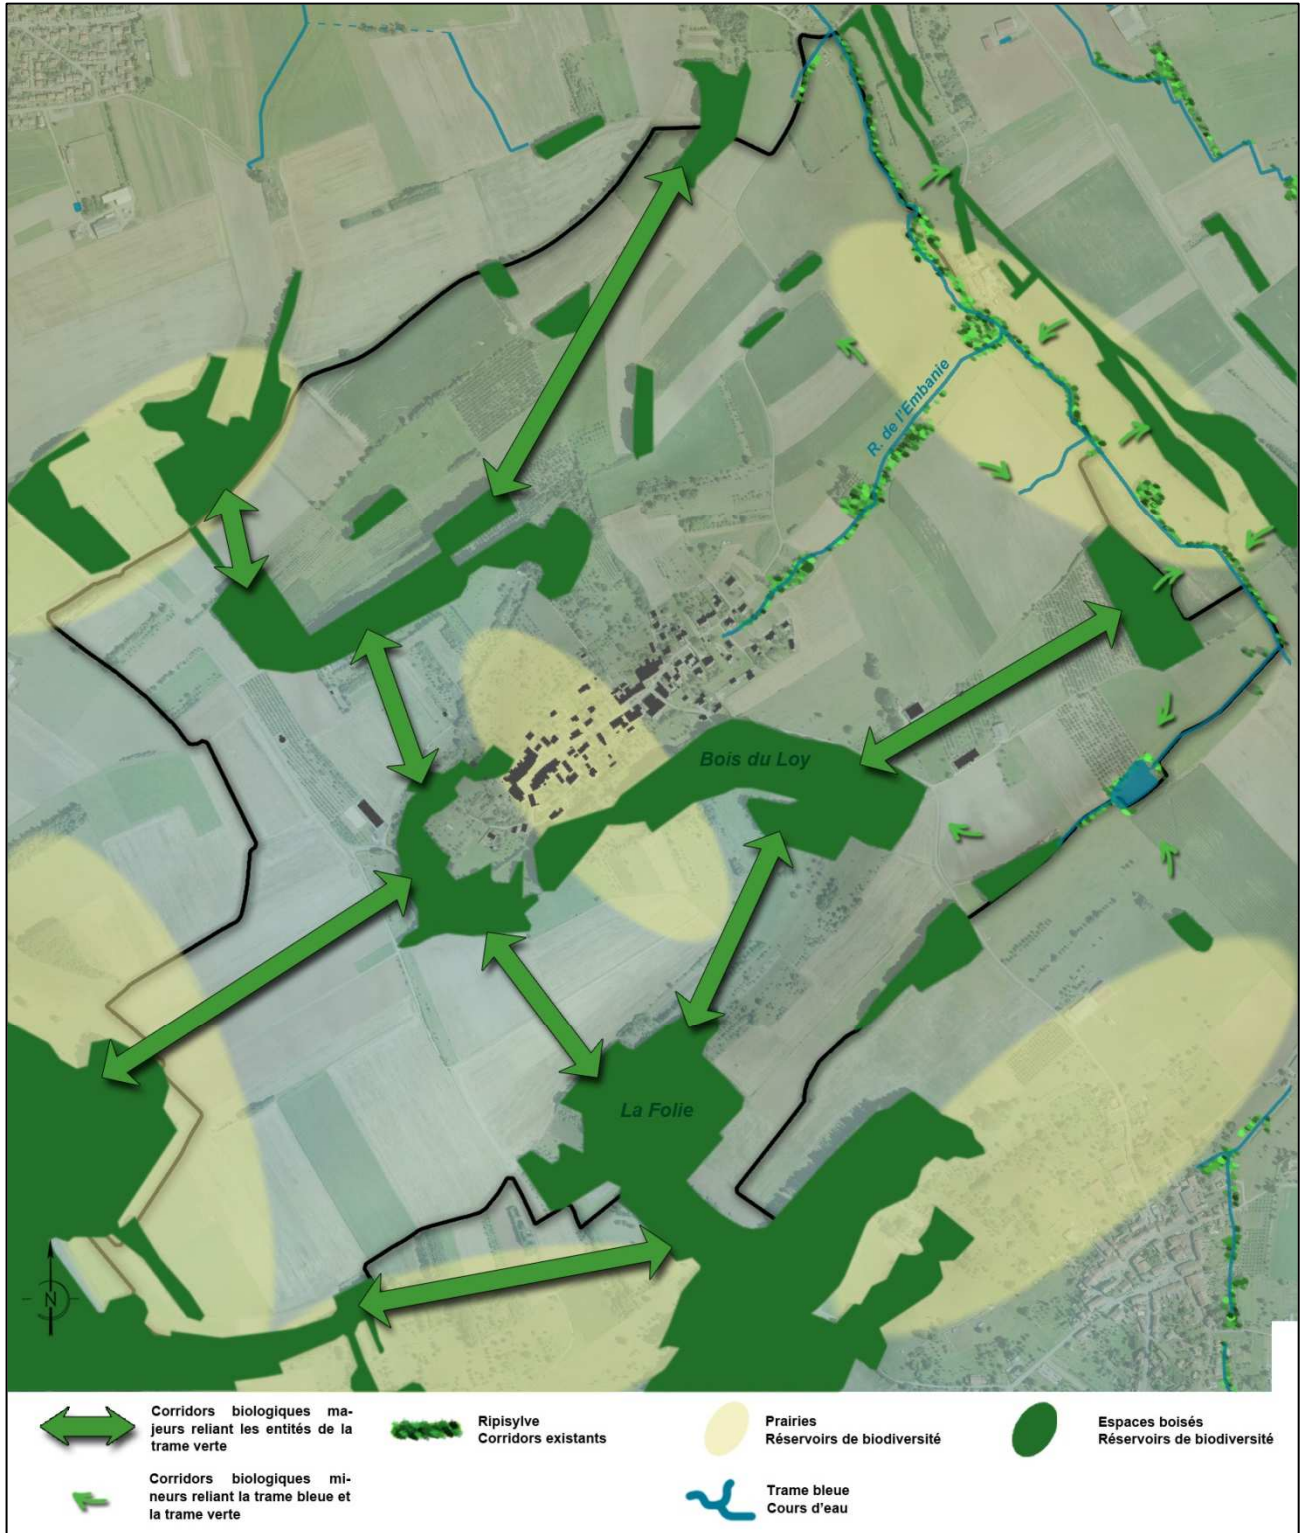 R. de l'Embanie
Bois du Loy
La Folie
N
Corridors biologiques ma-
jeurs reliant les entités de la
trame verte
Ripisylve
Corridors existants
Prairies
Réservoirs de biodiversité
Espaces boisés
Réservoirs de biodiversité
Corridors biologiques mi-
neurs reliant la trame bleue et
la trame verte
Trame bleue
Cours d'eau